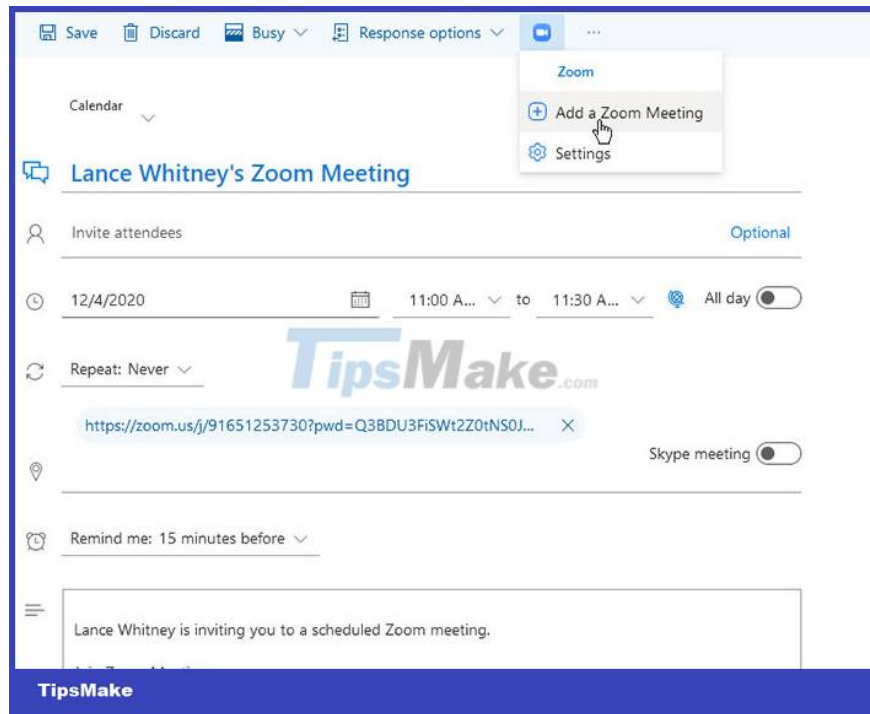 Save Discard Busy Response options ...
Zoom
Calendar
Add a Zoom Meeting
Settings
Lance Whitney's Zoom Meeting
Invite attendees Optional
12/4/2020 11:00 A... to 11:30 A... All day
TipsMake.com
Repeat: Never
https://zoom.us/j/91651253730?pwd=Q3BDU3FiSWt2Z0tNS0J...
Skype meeting
Remind me: 15 minutes before
Lance Whitney is inviting you to a scheduled Zoom meeting.
TipsMake